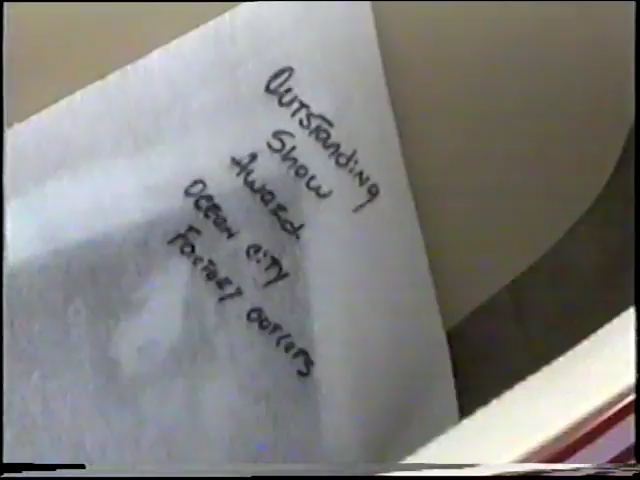 OUTSTanding
Show
Award
OCEAN CITY
FACTORY OUTLETS